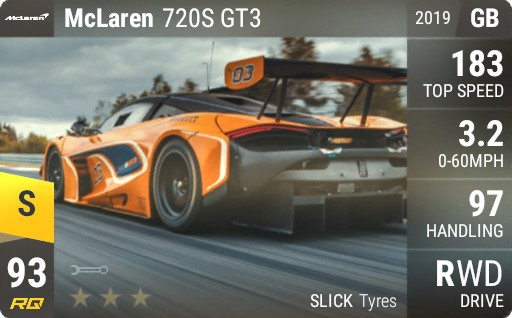 McLaren
McLaren 720S GT3
2019 GB
03
183
TOP SPEED
3.2
0-60MPH
97
HANDLING
RWD
DRIVE
S
93
RQ
SLICK Tyres